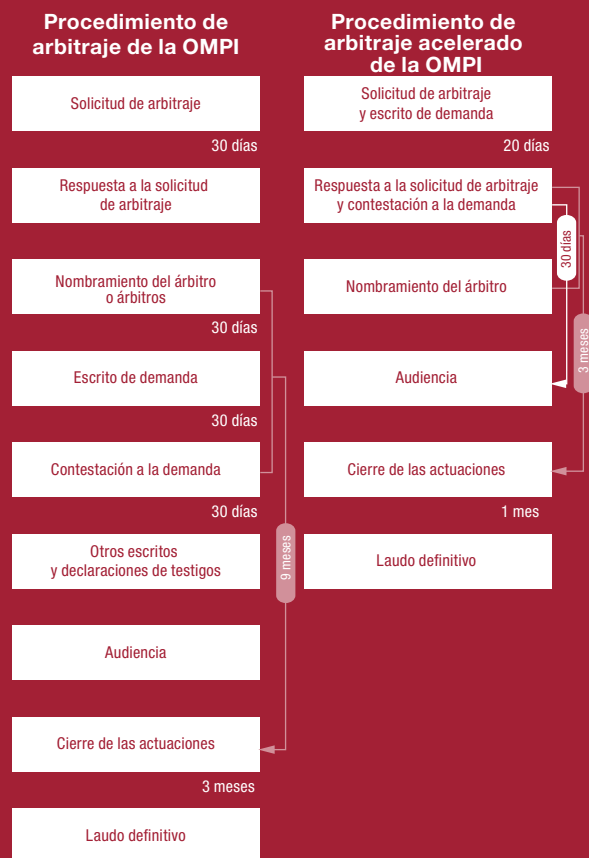 Procedimiento de
arbitraje de la OMPI
Solicitud de arbitraje
30 días
Respuesta a la solicitud
de arbitraje
Nombramiento del árbitro
o árbitros
30 días
Escrito de demanda
30 días
Contestación a la demanda
30 días
Otros escritos
y declaraciones de testigos
9 meses
Audiencia
Cierre de las actuaciones
3 meses
Laudo definitivo
Procedimiento de
arbitraje acelerado
de la OMPI
Solicitud de arbitraje
y escrito de demanda
20 días
Respuesta a la solicitud de arbitraje
y contestación a la demanda
30 días
Nombramiento del árbitro
3 meses
Audiencia
Cierre de las actuaciones
1 mes
Laudo definitivo